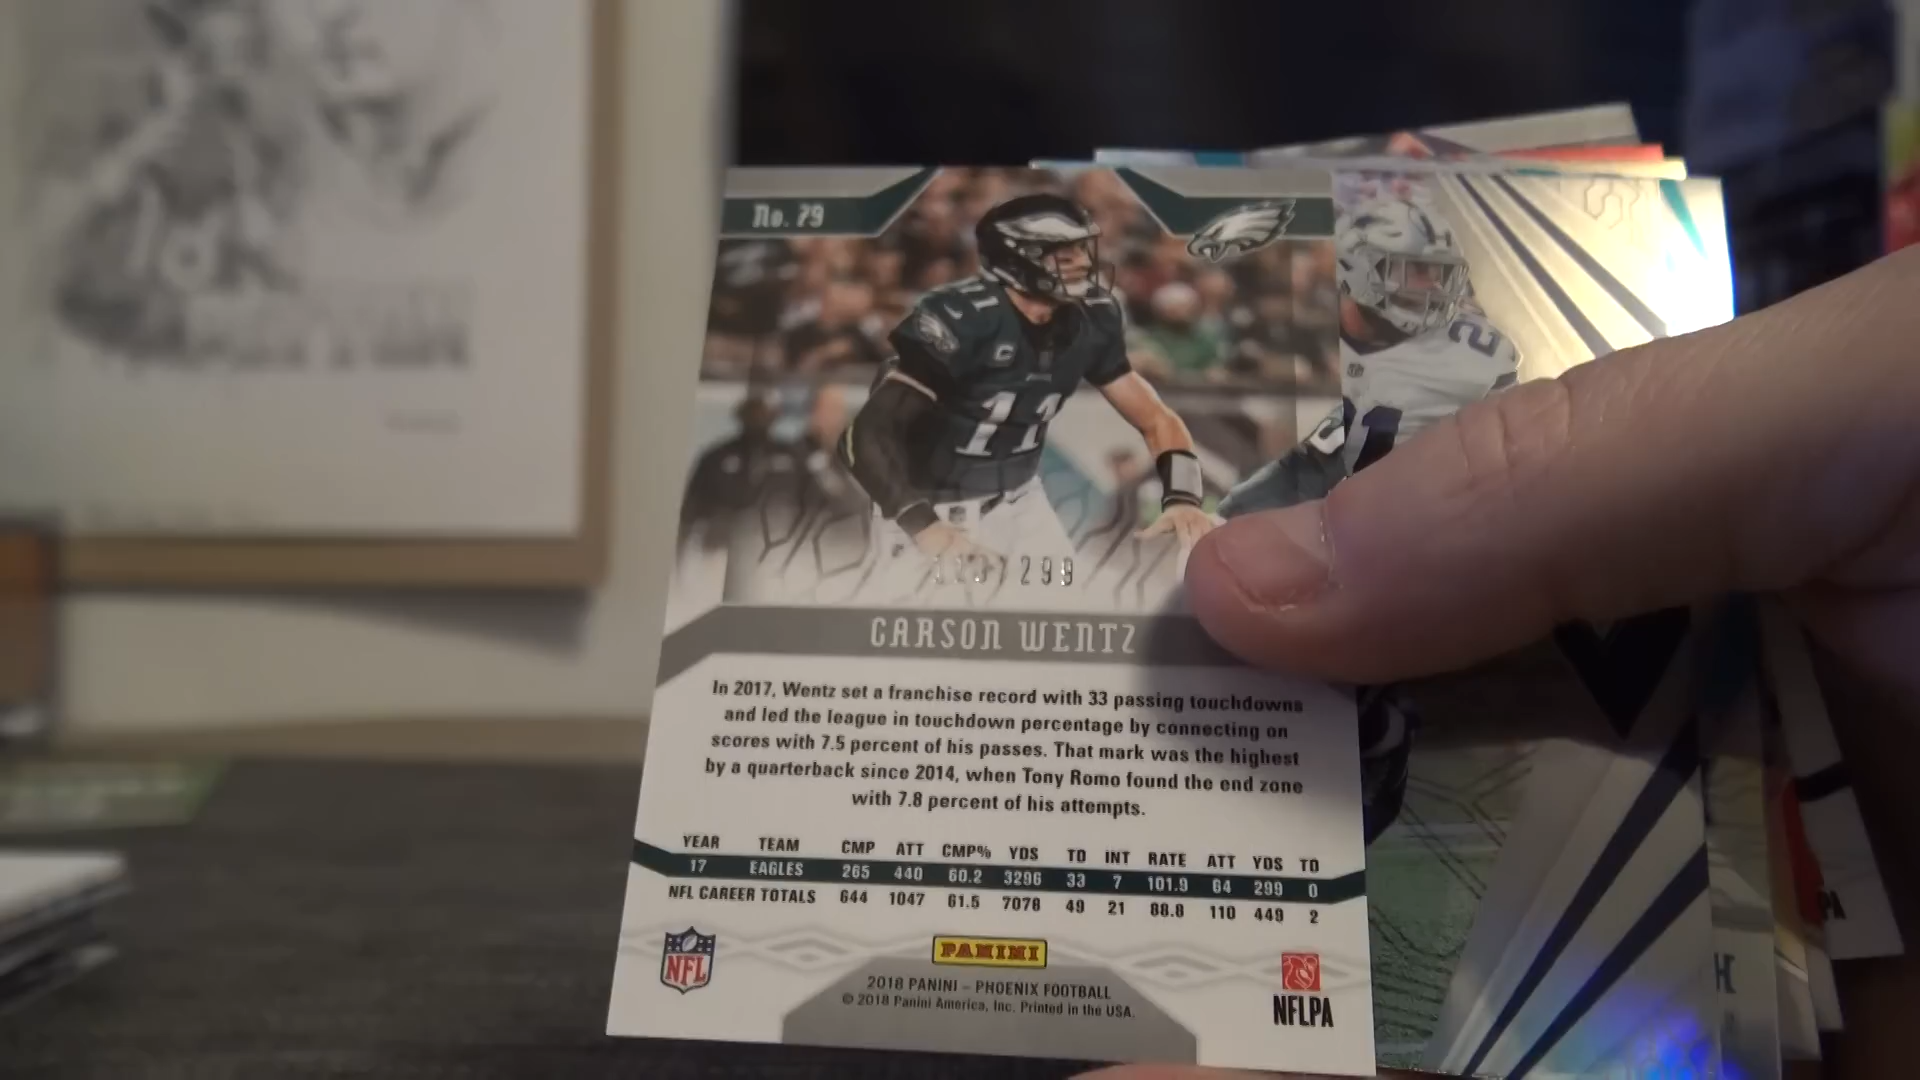 No. 79
11
11
21
21
/299
CARSON WENTZ
In 2017, Wentz set a franchise record with 33 passing touchdowns
and led the league in touchdown percentage by connecting on
scores with 7.5 percent of his passes. That mark was the highest
by a quarterback since 2014, when Tony Romo found the end zone
with 7.8 percent of his attempts.
YEAR TEAM CMP ATT CMP% YDS TD INT RATE ATT YDS TD
17 EAGLES 265 440 60.2 3296 33 7 101.9 64 299 0
NFL CAREER TOTALS 644 1047 61.5 7078 49 21 88.8 110 449 2
NFL
PANINI
2018 PANINI – PHOENIX FOOTBALL
© 2018 Panini America, Inc. Printed in the USA.
NFLPA